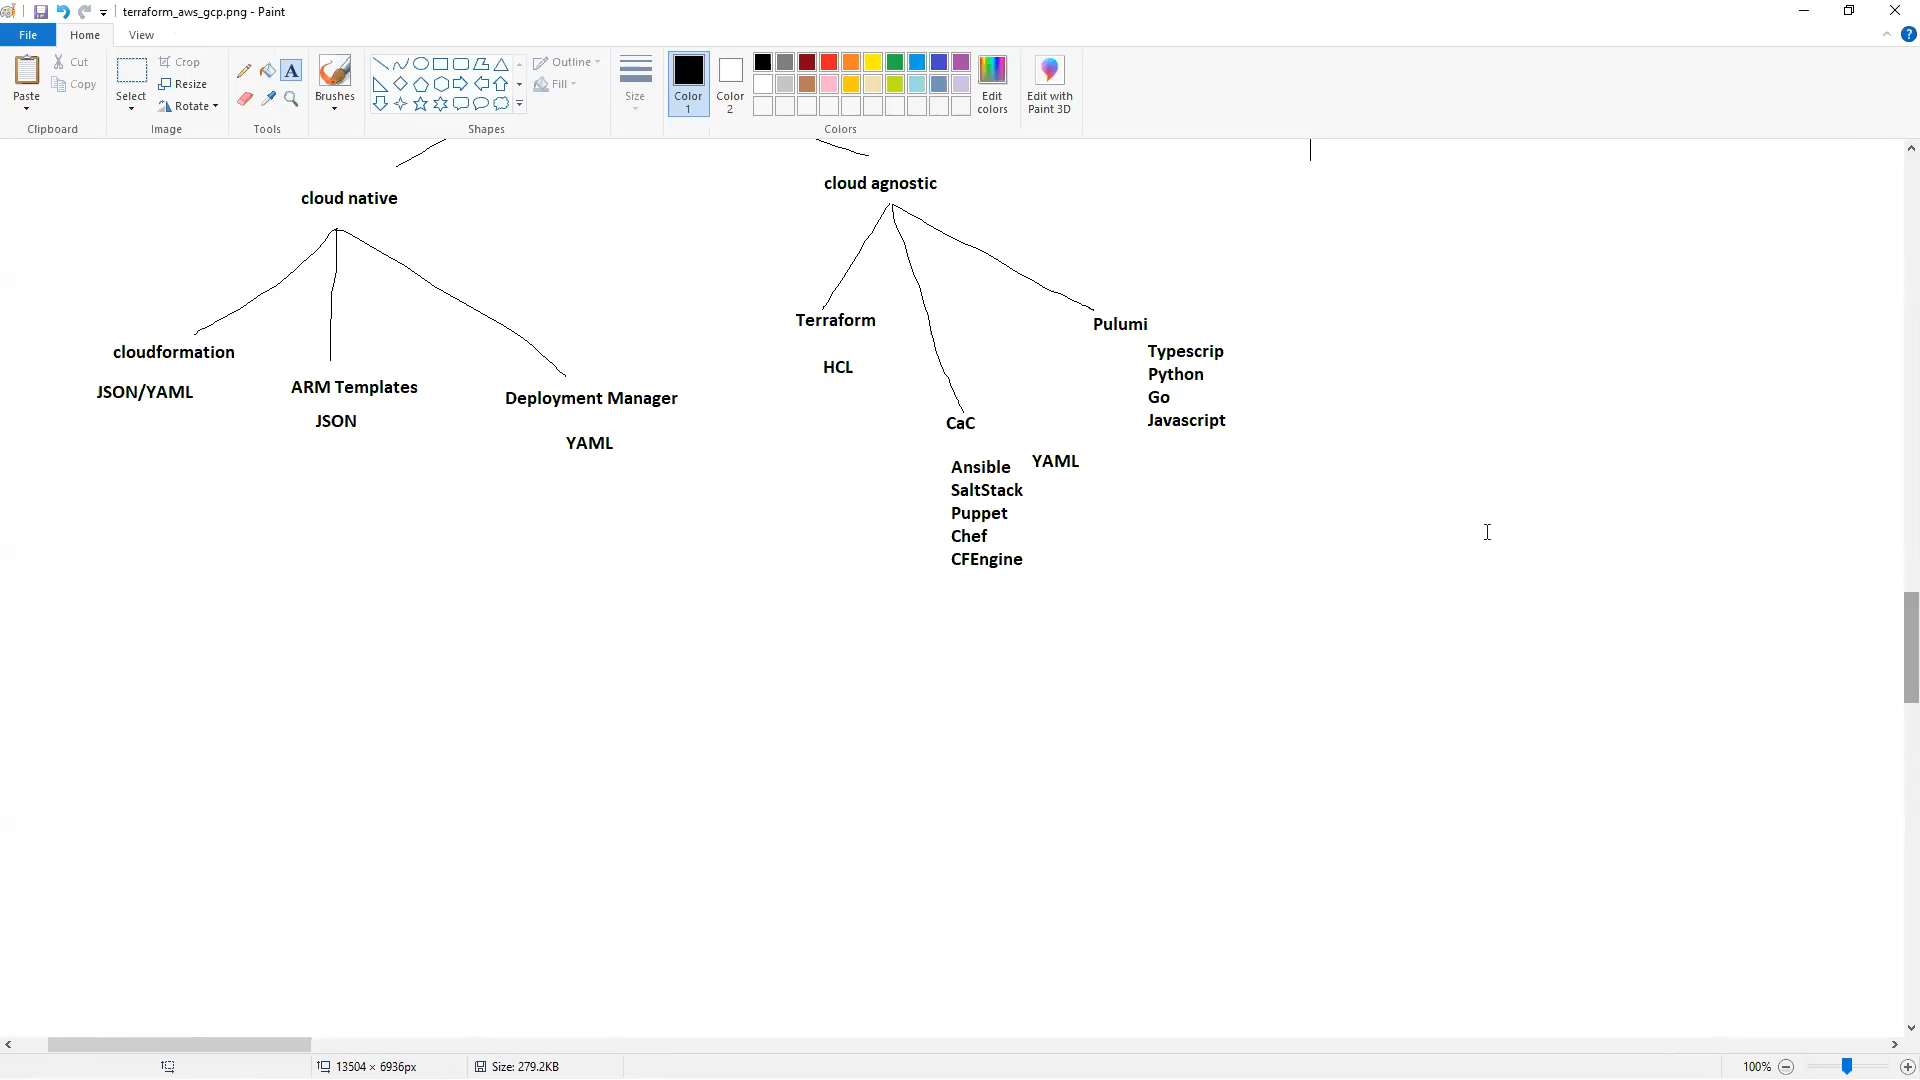 terraform_aws_gcp.png - Paint
File
Home
View
Paste
Cut
Copy
Clipboard
Select
Crop
Resize
Rotate
Image
A
Tools
Brushes
Shapes
Outline
Fill
Size
Color
1
Color
2
Edit
colors
Edit with
Paint 3D
Colors
?
cloud native
cloud agnostic
cloudformation
JSON/YAML
ARM Templates
JSON
Deployment Manager
YAML
Terraform
HCL
CaC
Ansible
YAML
SaltStack
Puppet
Chef
CFEngine
Pulumi
Typescrip
Python
Go
Javascript
13504 × 6936px
Size: 279.2KB
100%